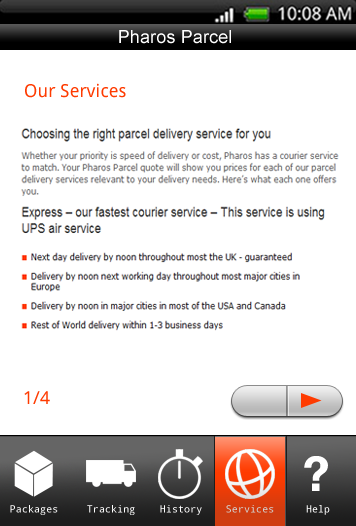 10:08 AM
Pharos Parcel
Our Services
Choosing the right parcel delivery service for you
Whether your priority is speed of delivery or cost, Pharos has a courier service
to match. Your Pharos Parcel quote will show you prices for each of our parcel
delivery services relevant to your delivery needs. Here's what each one offers
you.
Express – our fastest courier service – This service is using
UPS air service
Next day delivery by noon throughout most the UK - guaranteed
Delivery by noon next working day throughout most major cities in
Europe
Delivery by noon in major cities in most of the USA and Canada
Rest of World delivery within 1-3 business days
1/4
Packages Tracking History Services Help